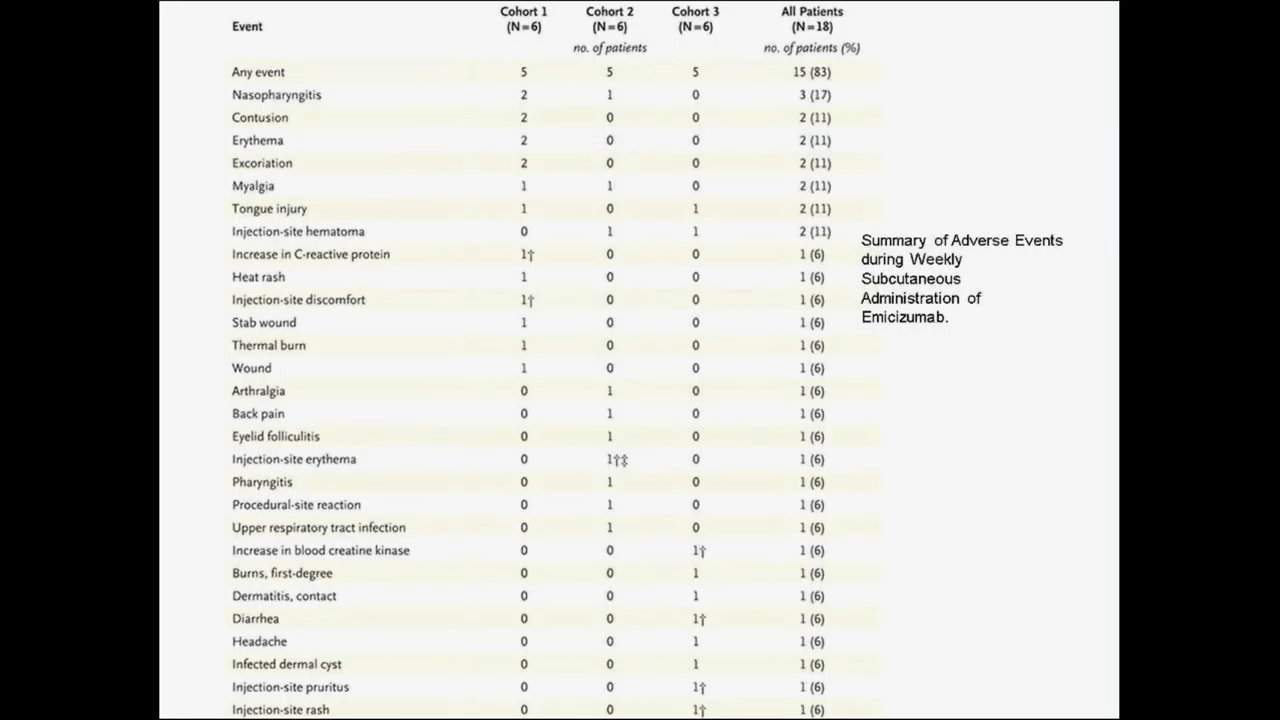 Event Cohort 1 (N=6) Cohort 2 (N=6) Cohort 3 (N=6) All Patients (N=18)
no. of patients no. of patients (%)
Any event 5 5 5 15 (83)
Nasopharyngitis 2 1 0 3 (17)
Contusion 2 0 0 2 (11)
Erythema 2 0 0 2 (11)
Excoriation 2 0 0 2 (11)
Myalgia 1 1 0 2 (11)
Tongue injury 1 0 1 2 (11)
Injection-site hematoma 0 1 1 2 (11)
Increase in C-reactive protein 1† 0 0 1 (6)
Heat rash 1 0 0 1 (6)
Injection-site discomfort 1† 0 0 1 (6)
Stab wound 1 0 0 1 (6)
Thermal burn 1 0 0 1 (6)
Wound 1 0 0 1 (6)
Arthralgia 0 1 0 1 (6)
Back pain 0 1 0 1 (6)
Eyelid folliculitis 0 1 0 1 (6)
Injection-site erythema 0 1†‡ 0 1 (6)
Pharyngitis 0 1 0 1 (6)
Procedural-site reaction 0 1 0 1 (6)
Upper respiratory tract infection 0 1 0 1 (6)
Increase in blood creatine kinase 0 0 1† 1 (6)
Burns, first-degree 0 0 1 1 (6)
Dermatitis, contact 0 0 1 1 (6)
Diarrhea 0 0 1† 1 (6)
Headache 0 0 1 1 (6)
Infected dermal cyst 0 0 1 1 (6)
Injection-site pruritus 0 0 1† 1 (6)
Injection-site rash 0 0 1† 1 (6)
Summary of Adverse Events
during Weekly
Subcutaneous
Administration of
Emicizumab.